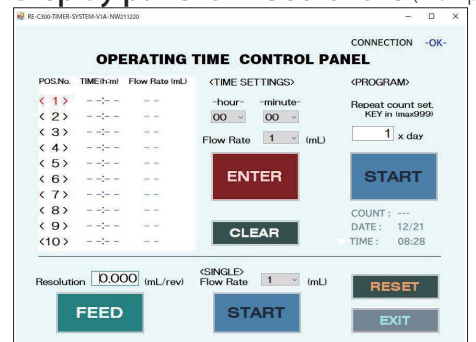 RE-C300-TIMER-SYSTEM-V1A-NW211220
CONNECTION -OK-
OPERATING TIME CONTROL PANEL
POS.No. TIME(h:m) Flow Rate (mL) <TIME SETTINGS> <PROGRAM>
< 1 > --:-- -- -hour- -minute- Repeat count set.
< 2 > --:-- -- 00 00 KEY in (max999)
< 3 > --:-- -- Flow Rate 1 (mL) 1 x day
< 4 > --:-- --
< 5 > --:-- --
< 6 > --:-- -- ENTER START
< 7 > --:-- --
< 8 > --:-- -- COUNT : ---
< 9 > --:-- -- CLEAR DATE : 12/21
<10> --:-- -- TIME : 08:28
<SINGLE>
Resolution 0.000 (mL/rev) Flow Rate 1 (mL) RESET
FEED START EXIT